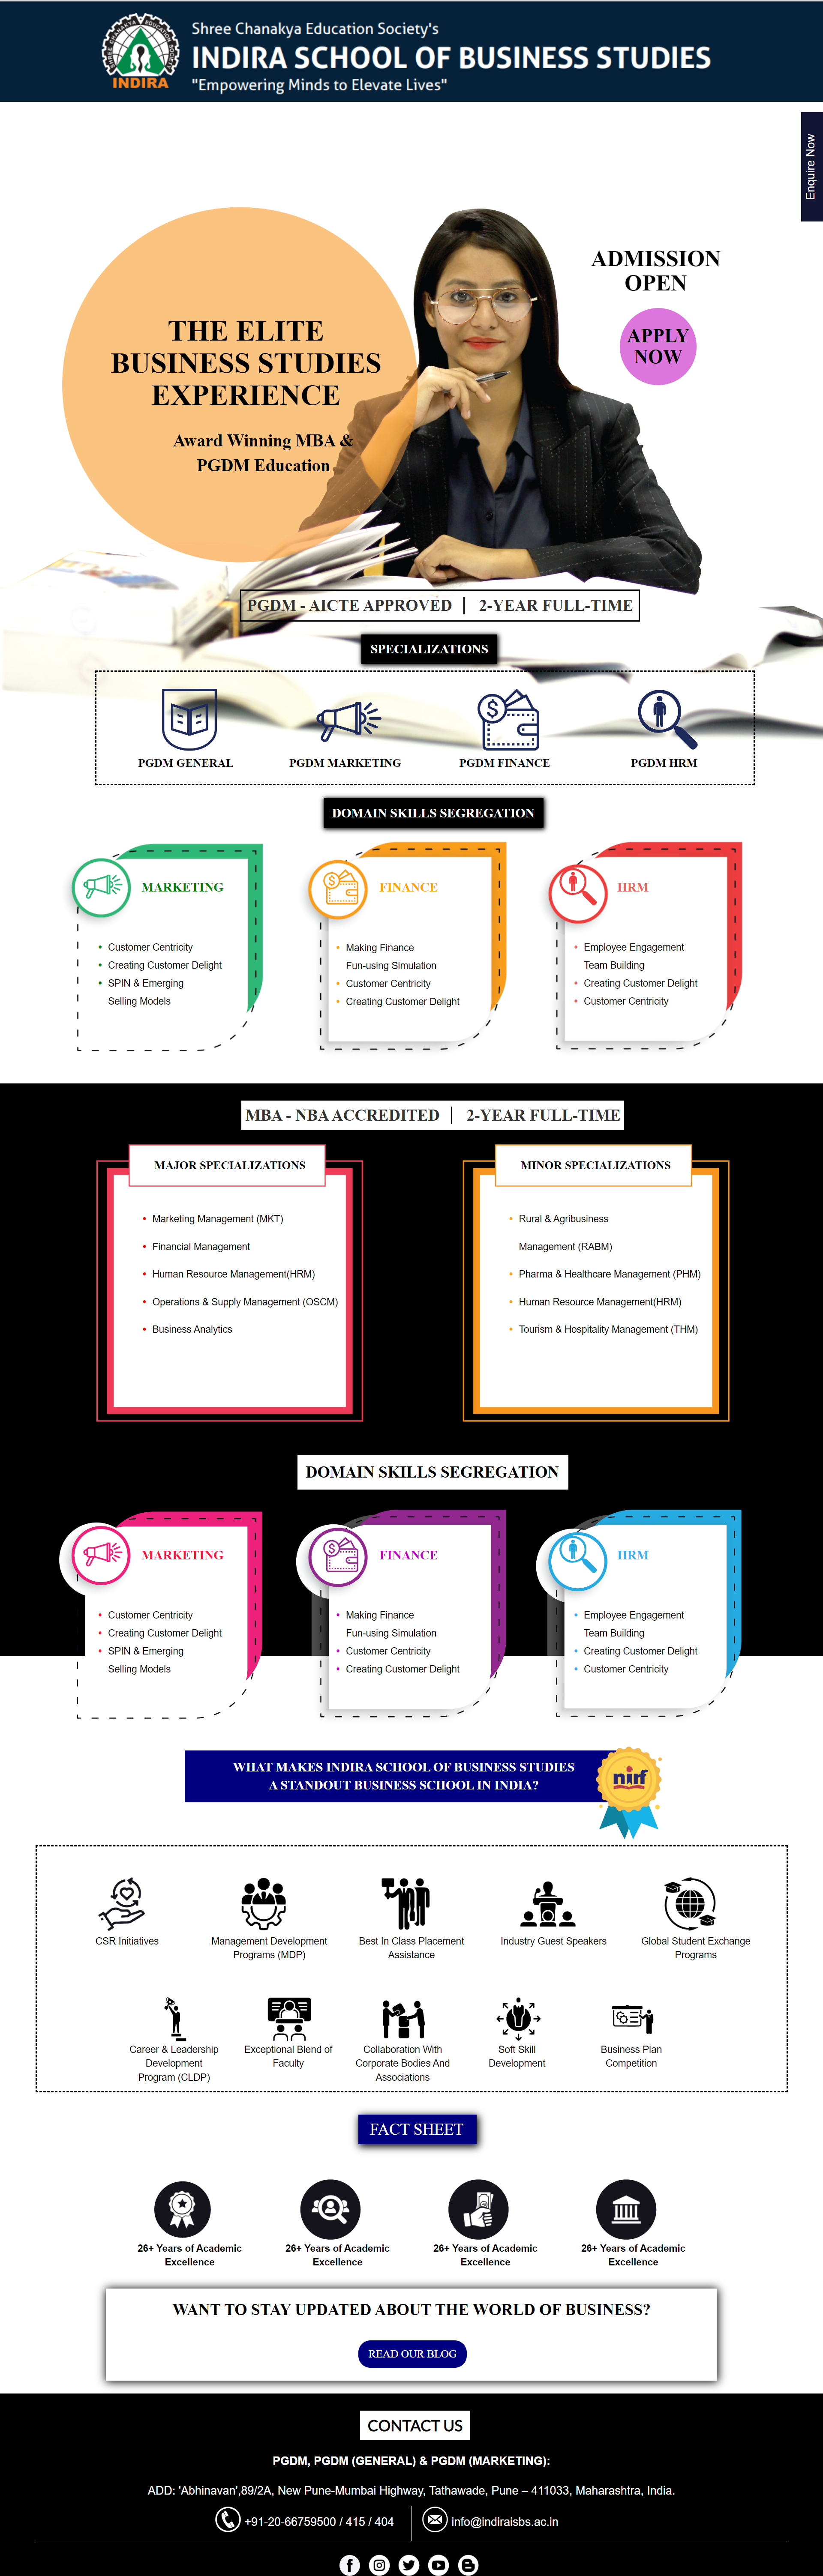 Shree Chanakya Education Society's
INDIRA SCHOOL OF BUSINESS STUDIES
"Empowering Minds to Elevate Lives"
INDIRA
Enquire Now
ADMISSION
OPEN
APPLY
NOW
THE ELITE
BUSINESS STUDIES
EXPERIENCE
Award Winning MBA &
PGDM Education
PGDM - AICTE APPROVED | 2-YEAR FULL-TIME
SPECIALIZATIONS
PGDM GENERAL
PGDM MARKETING
PGDM FINANCE
PGDM HRM
DOMAIN SKILLS SEGREGATION
MARKETING
• Customer Centricity
• Creating Customer Delight
• SPIN & Emerging
Selling Models
FINANCE
• Making Finance
Fun-using Simulation
• Customer Centricity
• Creating Customer Delight
HRM
• Employee Engagement
Team Building
• Creating Customer Delight
• Customer Centricity
MBA - NBA ACCREDITED | 2-YEAR FULL-TIME
MAJOR SPECIALIZATIONS
• Marketing Management (MKT)
• Financial Management
• Human Resource Management(HRM)
• Operations & Supply Management (OSCM)
• Business Analytics
MINOR SPECIALIZATIONS
• Rural & Agribusiness
Management (RABM)
• Pharma & Healthcare Management (PHM)
• Human Resource Management(HRM)
• Tourism & Hospitality Management (THM)
DOMAIN SKILLS SEGREGATION
MARKETING
• Customer Centricity
• Creating Customer Delight
• SPIN & Emerging
Selling Models
FINANCE
• Making Finance
Fun-using Simulation
• Customer Centricity
• Creating Customer Delight
HRM
• Employee Engagement
Team Building
• Creating Customer Delight
• Customer Centricity
WHAT MAKES INDIRA SCHOOL OF BUSINESS STUDIES
A STANDOUT BUSINESS SCHOOL IN INDIA?
nirf
CSR Initiatives
Management Development
Programs (MDP)
Best In Class Placement
Assistance
Industry Guest Speakers
Global Student Exchange
Programs
Career & Leadership
Development
Program (CLDP)
Exceptional Blend of
Faculty
Collaboration With
Corporate Bodies And
Associations
Soft Skill
Development
Business Plan
Competition
FACT SHEET
26+ Years of Academic
Excellence
26+ Years of Academic
Excellence
26+ Years of Academic
Excellence
26+ Years of Academic
Excellence
WANT TO STAY UPDATED ABOUT THE WORLD OF BUSINESS?
READ OUR BLOG
CONTACT US
PGDM, PGDM (GENERAL) & PGDM (MARKETING):
ADD: 'Abhinavan',89/2A, New Pune-Mumbai Highway, Tathawade, Pune – 411033, Maharashtra, India.
+91-20-66759500 / 415 / 404
info@indiraisbs.ac.in